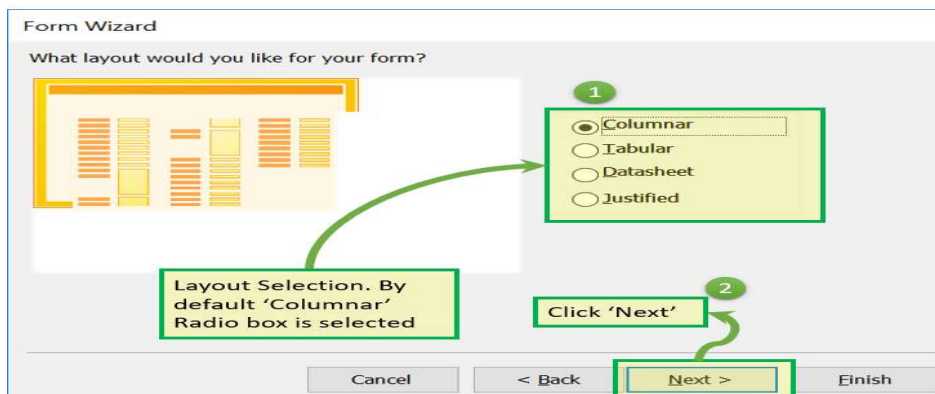 Form Wizard
What layout would you like for your form?
1
Columnar
Tabular
Datasheet
Justified
Layout Selection. By
default ‘Columnar’
Radio box is selected
2
Click ‘Next’
Cancel
< Back
Next >
Finish